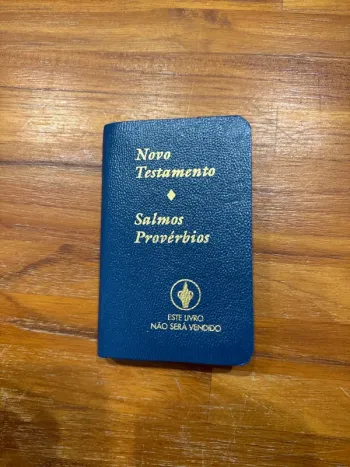 Novo
Testamento
Salmos
Provérbios
ESTE LIVRO
NÃO SERÁ VENDIDO